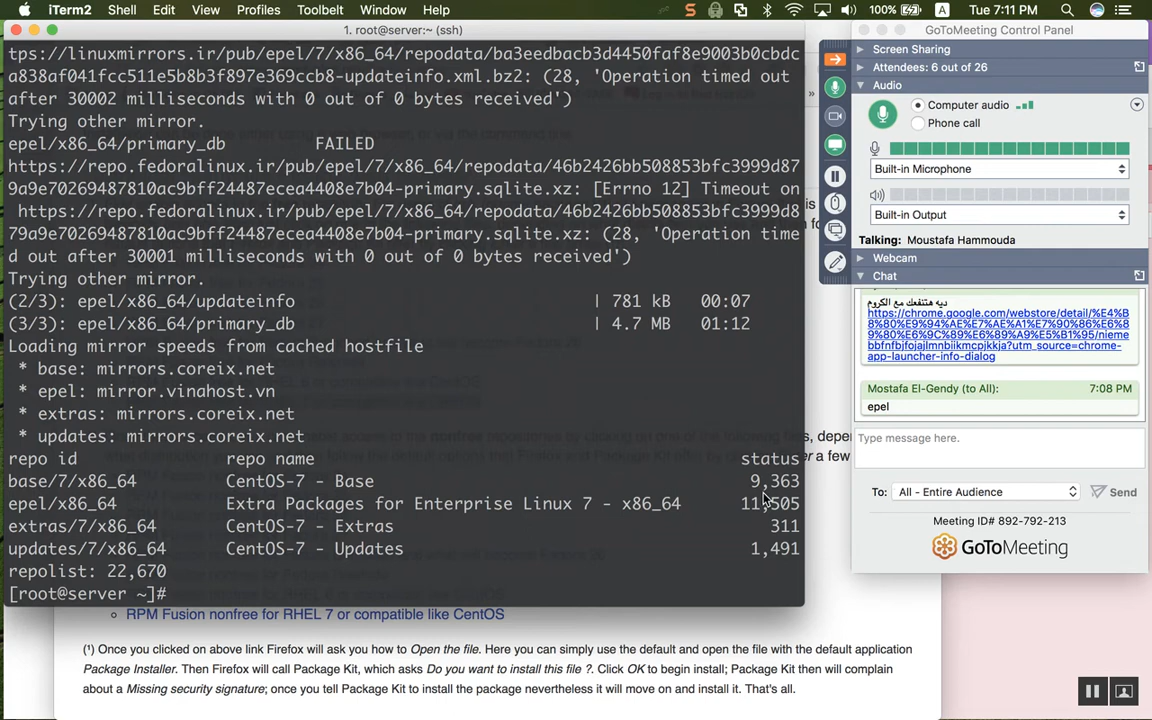 iTerm2 Shell Edit View Profiles Toolbelt Window Help
100% A Tue 7:11 PM
1. root@server:~ (ssh)
tps://linuxmirrors.ir/pub/epel/7/x86_64/repodata/ba3eedbacb3d4450faf8e9003b0cbdc
a838af041fcc511e5b8b3f897e369ccb8-updateinfo.xml.bz2: (28, 'Operation timed out
after 30002 milliseconds with 0 out of 0 bytes received')
Trying other mirror.
epel/x86_64/primary_db FAILED
https://repo.fedoralinux.ir/pub/epel/7/x86_64/repodata/46b2426bb508853bfc3999d87
9a9e70269487010ac9bff24487ecea4408e7b04-primary.sqlite.xz: [Errno 12] Timeout on
https://repo.fedoralinux.ir/pub/epel/7/x86_64/repodata/46b2426bb508853bfc3999d8
79a9e70269487010ac9bff24487ecea4408e7b04-primary.sqlite.xz: (28, 'Operation time
d out after 30001 milliseconds with 0 out of 0 bytes received')
Trying other mirror.
(2/3): epel/x86_64/updateinfo | 781 kB 00:07
(3/3): epel/x86_64/primary_db | 4.7 MB 01:12
Loading mirror speeds from cached hostfile
* base: mirrors.coreix.net
* epel: mirror.vinahost.vn
* extras: mirrors.coreix.net
* updates: mirrors.coreix.net
repo id repo name status
base/7/x86_64 CentOS-7 - Base 9,363
epel/x86_64 Extra Packages for Enterprise Linux 7 - x86_64 11,505
extras/7/x86_64 CentOS-7 - Extras 311
updates/7/x86_64 CentOS-7 - Updates 1,491
repolist: 22,670
[root@server ~]#
RPM Fusion nonfree for RHEL 7 or compatible like CentOS
(¹) Once you clicked on above link Firefox will ask you how to Open the file. Here you can simply use the default and open the file with the default application
Package Installer. Then Firefox will call Package Kit, which asks Do you want to install this file ?. Click OK to begin install; Package Kit then will complain
about a Missing security signature; once you tell Package Kit to install the package nevertheless it will move on and install it. That's all.
GoToMeeting Control Panel
Screen Sharing
Attendees: 6 out of 26
Audio
Computer audio
Phone call
Built-in Microphone
Built-in Output
Talking: Moustafa Hammouda
Webcam
Chat
ديه هتنفعك مع الكروم
https://chrome.google.com/webstore/detail/%E4%B
8%80%E9%94%AE%E7%AE%A1%E7%90%86%E6%8
9%80%E6%9C%89%E6%89%A9%E5%B1%95/nieme
bbfnbfjojajlmnbiikmcpjkkja?utm_source=chrome-
app-launcher-info-dialog
Mostafa El-Gendy (to All): 7:08 PM
epel
Type message here.
To: All - Entire Audience Send
Meeting ID# 892-792-213
GoToMeeting